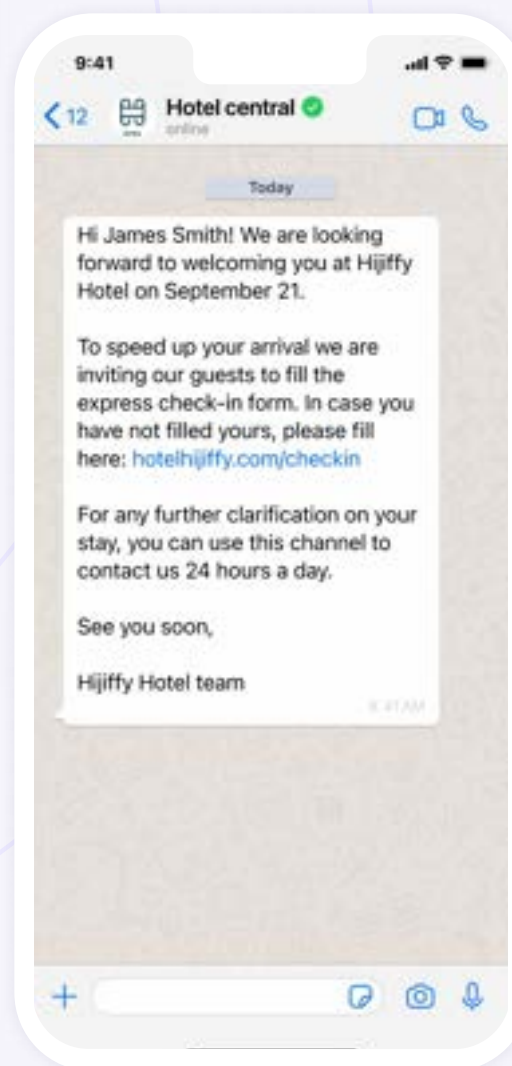 9:41
12
Hotel central
online
Today
Hi James Smith! We are looking
forward to welcoming you at Hijiffy
Hotel on September 21.
To speed up your arrival we are
inviting our guests to fill the
express check-in form. In case you
have not filled yours, please fill
here: hotelhijiffy.com/checkin
For any further clarification on your
stay, you can use this channel to
contact us 24 hours a day.
See you soon,
Hijiffy Hotel team
AM